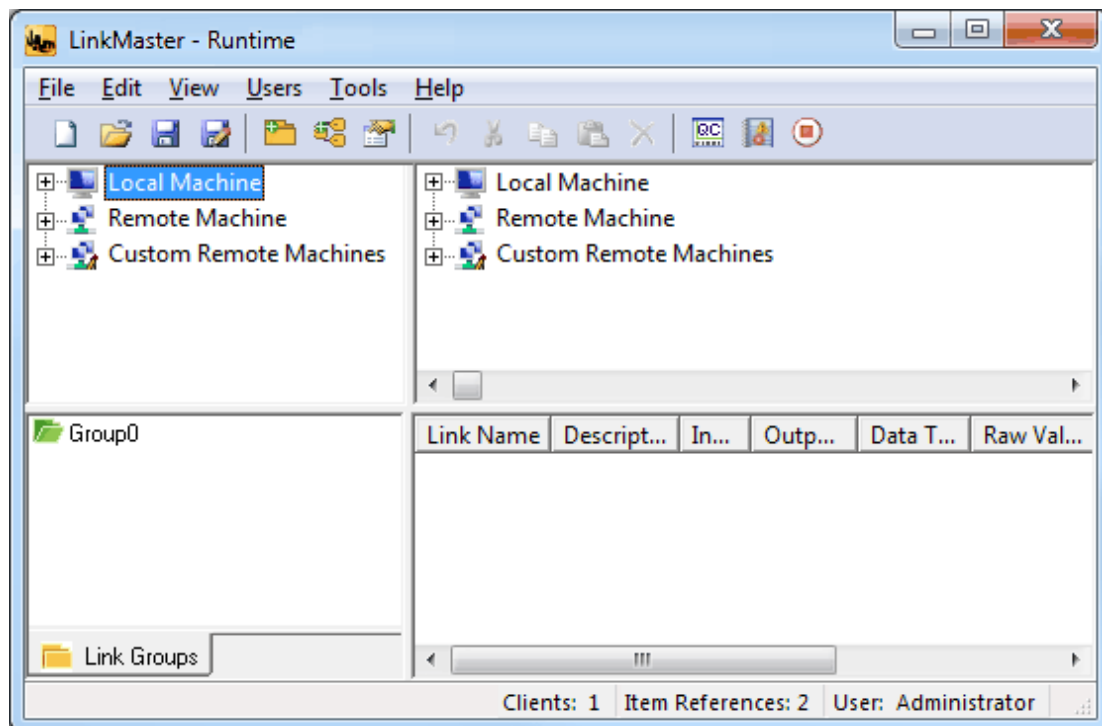 LinkMaster - Runtime
File Edit View Users Tools Help
QC
Local Machine
Remote Machine
Custom Remote Machines
Local Machine
Remote Machine
Custom Remote Machines
Group0
Link Groups
Link Name Descript... In... Outp... Data T... Raw Val...
Clients: 1 Item References: 2 User: Administrator